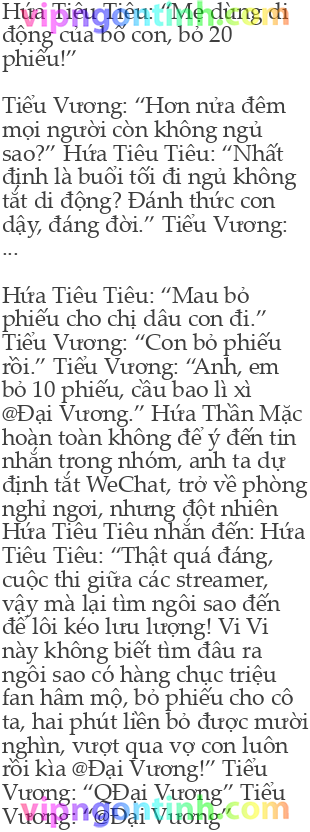 Hứa Tiêu Tiêu: “Mẹ dùng di
vipngontinh.com
động của bố con, bỏ 20
phiếu!”
Tiểu Vương: “Hơn nửa đêm
mọi người còn không ngủ
sao?” Hứa Tiêu Tiêu: “Nhất
định là buổi tối đi ngủ không
tắt di động? Đánh thức con
dậy, đáng đời.” Tiểu Vương:
...
Hứa Tiêu Tiêu: “Mau bỏ
phiếu cho chị dâu con đi.”
Tiểu Vương: “Con bỏ phiếu
rồi.” Tiểu Vương: “Anh, em
bỏ 10 phiếu, cầu bao lì xì
@Đại Vương.” Hứa Thần Mặc
hoàn toàn không để ý đến tin
nhắn trong nhóm, anh ta dự
định tắt WeChat, trở về phòng
nghỉ ngơi, nhưng đột nhiên
Hứa Tiêu Tiêu nhắn đến: Hứa
Tiêu Tiêu: “Thật quá đáng,
cuộc thi giữa các streamer,
vậy mà lại tìm ngôi sao đến
để lôi kéo lưu lượng! Vi Vi
này không biết tìm đâu ra
ngôi sao có hàng chục triệu
fan hâm mộ, bỏ phiếu cho cô
ta, hai phút liền bỏ được mười
nghìn, vượt qua vợ con luôn
rồi kìa @Đại Vương!” Tiểu
Vương: “QĐại Vương” Tiểu
vipngontinh.com
Vương: “@Đại Vương”